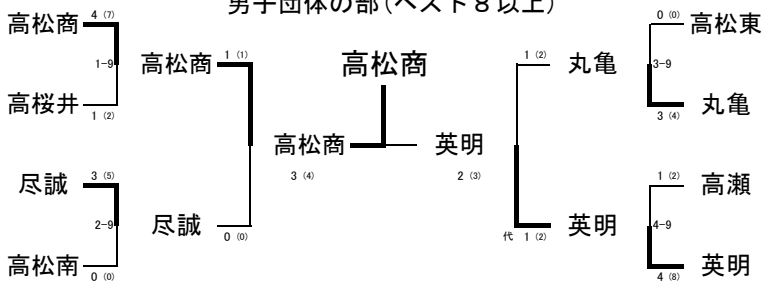 男子団体の部(ベスト8以上)
高松商 4 (7)
1-9
高桜井 1 (2)
尽誠 3 (5)
2-9
高松南 0 (0)
高松商 1 (1)
尽誠 0 (0)
高松商
高松商 3 (4)
英明 2 (3)
1 (2) 丸亀
代 1 (2) 英明
0 (0) 高松東
3-9
3 (4) 丸亀
1 (2) 高瀬
4-9
4 (8) 英明